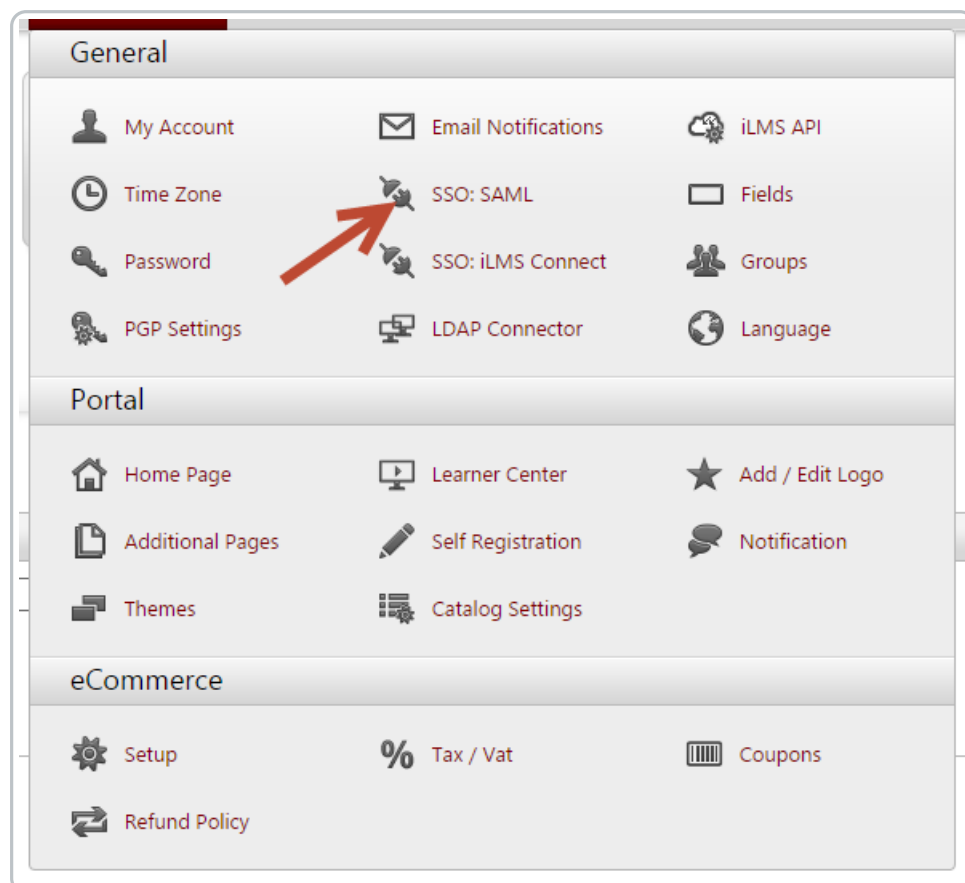 General
My Account Email Notifications iLMS API
Time Zone SSO: SAML Fields
Password SSO: iLMS Connect Groups
PGP Settings LDAP Connector Language
Portal
Home Page Learner Center Add / Edit Logo
Additional Pages Self Registration Notification
Themes Catalog Settings
eCommerce
Setup % Tax / Vat Coupons
Refund Policy